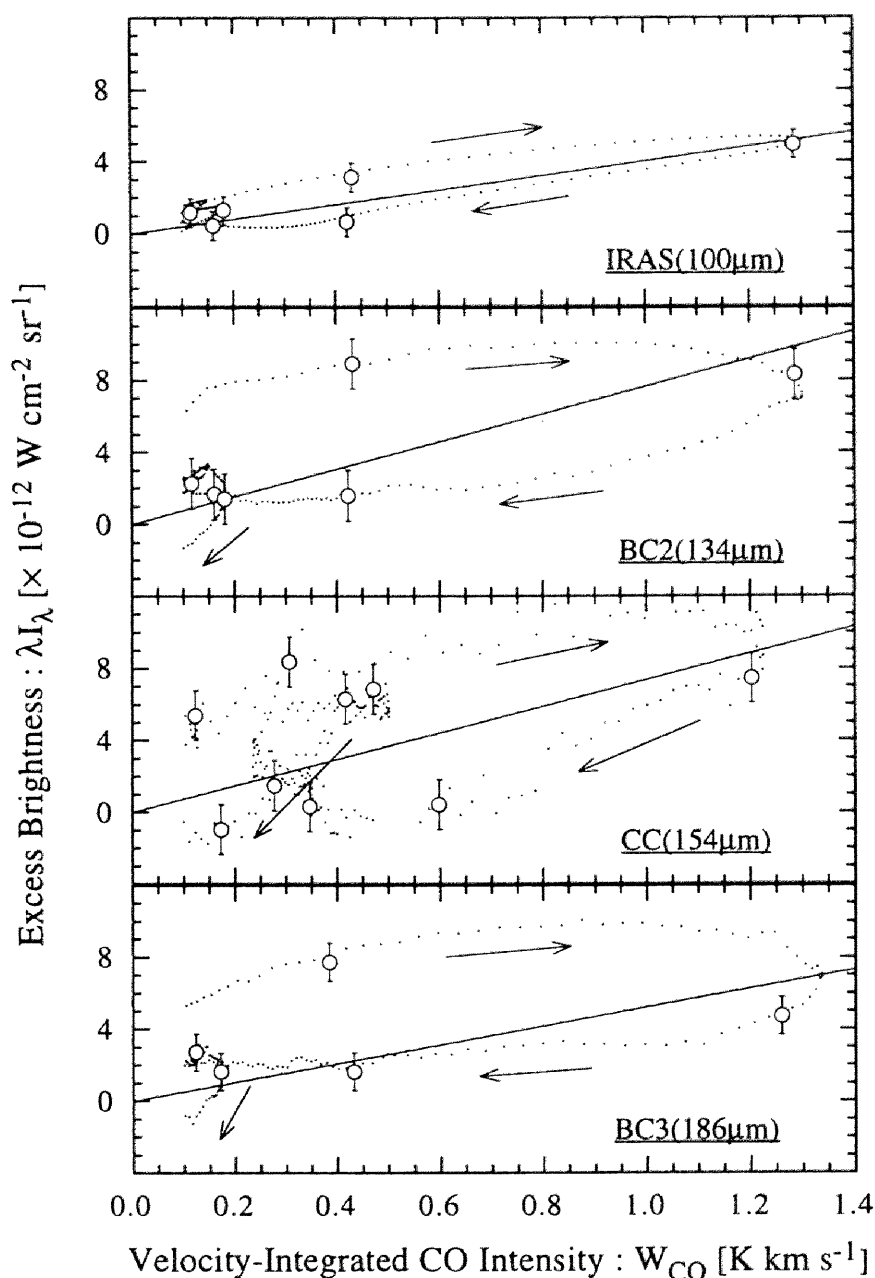 8
4
0
IRAS(100μm)
8
4
0
BC2(134μm)
8
4
0
CC(154μm)
8
4
0
BC3(186μm)
0.0 0.2 0.4 0.6 0.8 1.0 1.2 1.4
Excess Brightness : λI_λ [× 10⁻¹² W cm⁻² sr⁻¹]
Velocity-Integrated CO Intensity : W_CO [K km s⁻¹]